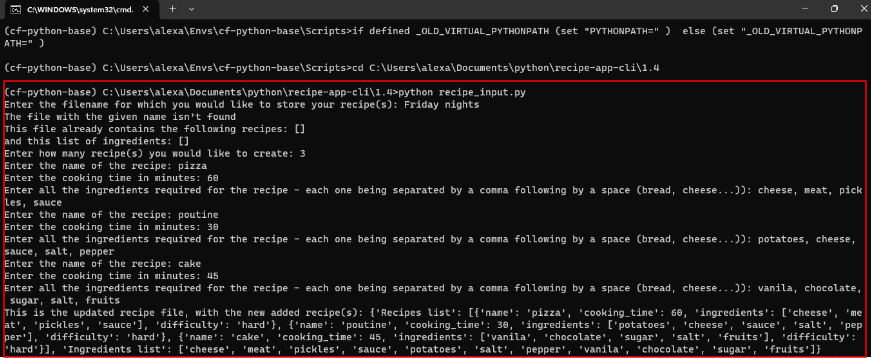 C:\WINDOWS\system32\cmd.
(cf-python-base) C:\Users\alexa\Envs\cf-python-base\Scripts>if defined _OLD_VIRTUAL_PYTHONPATH (set "PYTHONPATH=" )  else (set "_OLD_VIRTUAL_PYTHONP
ATH=" )
(cf-python-base) C:\Users\alexa\Envs\cf-python-base\Scripts>cd C:\Users\alexa\Documents\python\recipe-app-cli\1.4
(cf-python-base) C:\Users\alexa\Documents\python\recipe-app-cli\1.4>python recipe_input.py
Enter the filename for which you would like to store your recipe(s): Friday nights
The file with the given name isn't found
This file already contains the following recipes: []
and this list of ingredients: []
Enter how many recipe(s) you would like to create: 3
Enter the name of the recipe: pizza
Enter the cooking time in minutes: 60
Enter all the ingredients required for the recipe - each one being separated by a comma following by a space (bread, cheese...)): cheese, meat, pick
les, sauce
Enter the name of the recipe: poutine
Enter the cooking time in minutes: 30
Enter all the ingredients required for the recipe - each one being separated by a comma following by a space (bread, cheese...)): potatoes, cheese,
sauce, salt, pepper
Enter the name of the recipe: cake
Enter the cooking time in minutes: 45
Enter all the ingredients required for the recipe - each one being separated by a comma following by a space (bread, cheese...)): vanila, chocolate,
 sugar, salt, fruits
This is the updated recipe file, with the new added recipe(s): {'Recipes list': [{'name': 'pizza', 'cooking_time': 60, 'ingredients': ['cheese', 'me
at', 'pickles', 'sauce'], 'difficulty': 'hard'}, {'name': 'poutine', 'cooking_time': 30, 'ingredients': ['potatoes', 'cheese', 'sauce', 'salt', 'pep
per'], 'difficulty': 'hard'}, {'name': 'cake', 'cooking_time': 45, 'ingredients': ['vanila', 'chocolate', 'sugar', 'salt', 'fruits'], 'difficulty':
'hard'}], 'Ingredients list': ['cheese', 'meat', 'pickles', 'sauce', 'potatoes', 'salt', 'pepper', 'vanila', 'chocolate', 'sugar', 'fruits']}